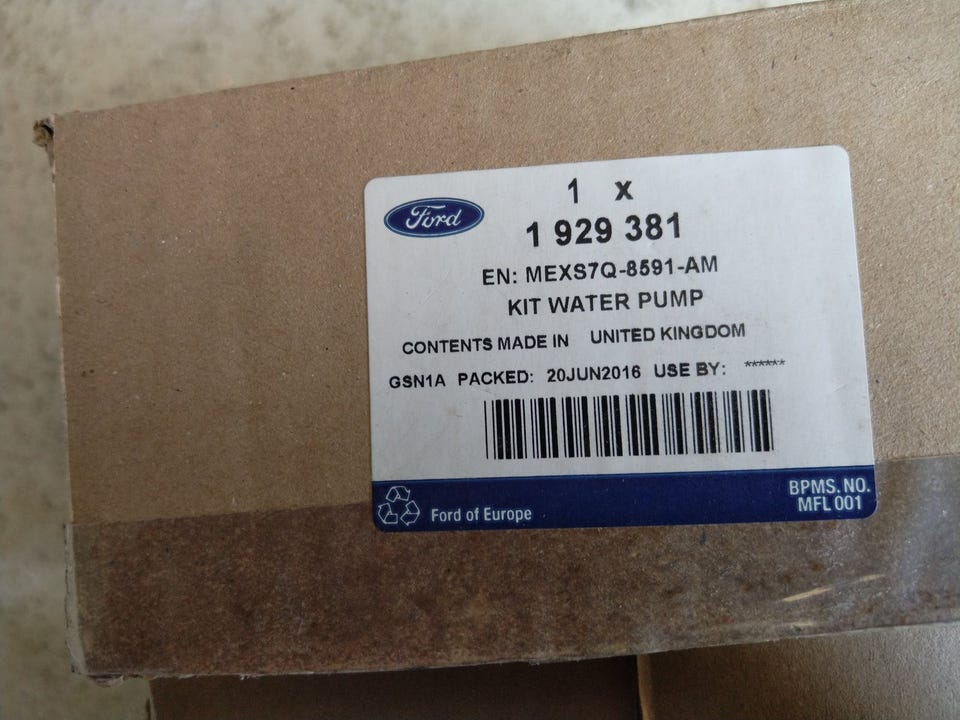 Ford
1 x
1 929 381
EN: MEXS7Q-8591-AM
KIT WATER PUMP
CONTENTS MADE IN UNITED KINGDOM
GSN1A PACKED: 20JUN2016 USE BY: ******
Ford of Europe
BPMS. NO.
MFL 001